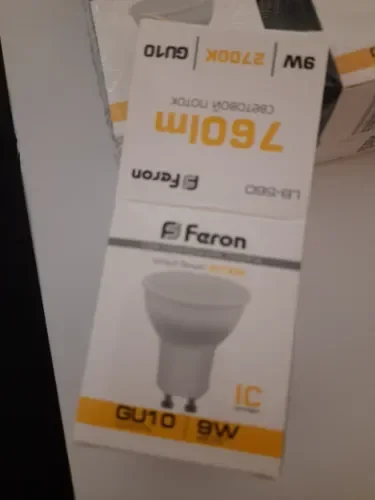 9W | 2700K | GU10
СВЕТОВОЙ ПОТОК
760lm
LB-560
Feron
Feron
IC
GU10 9W